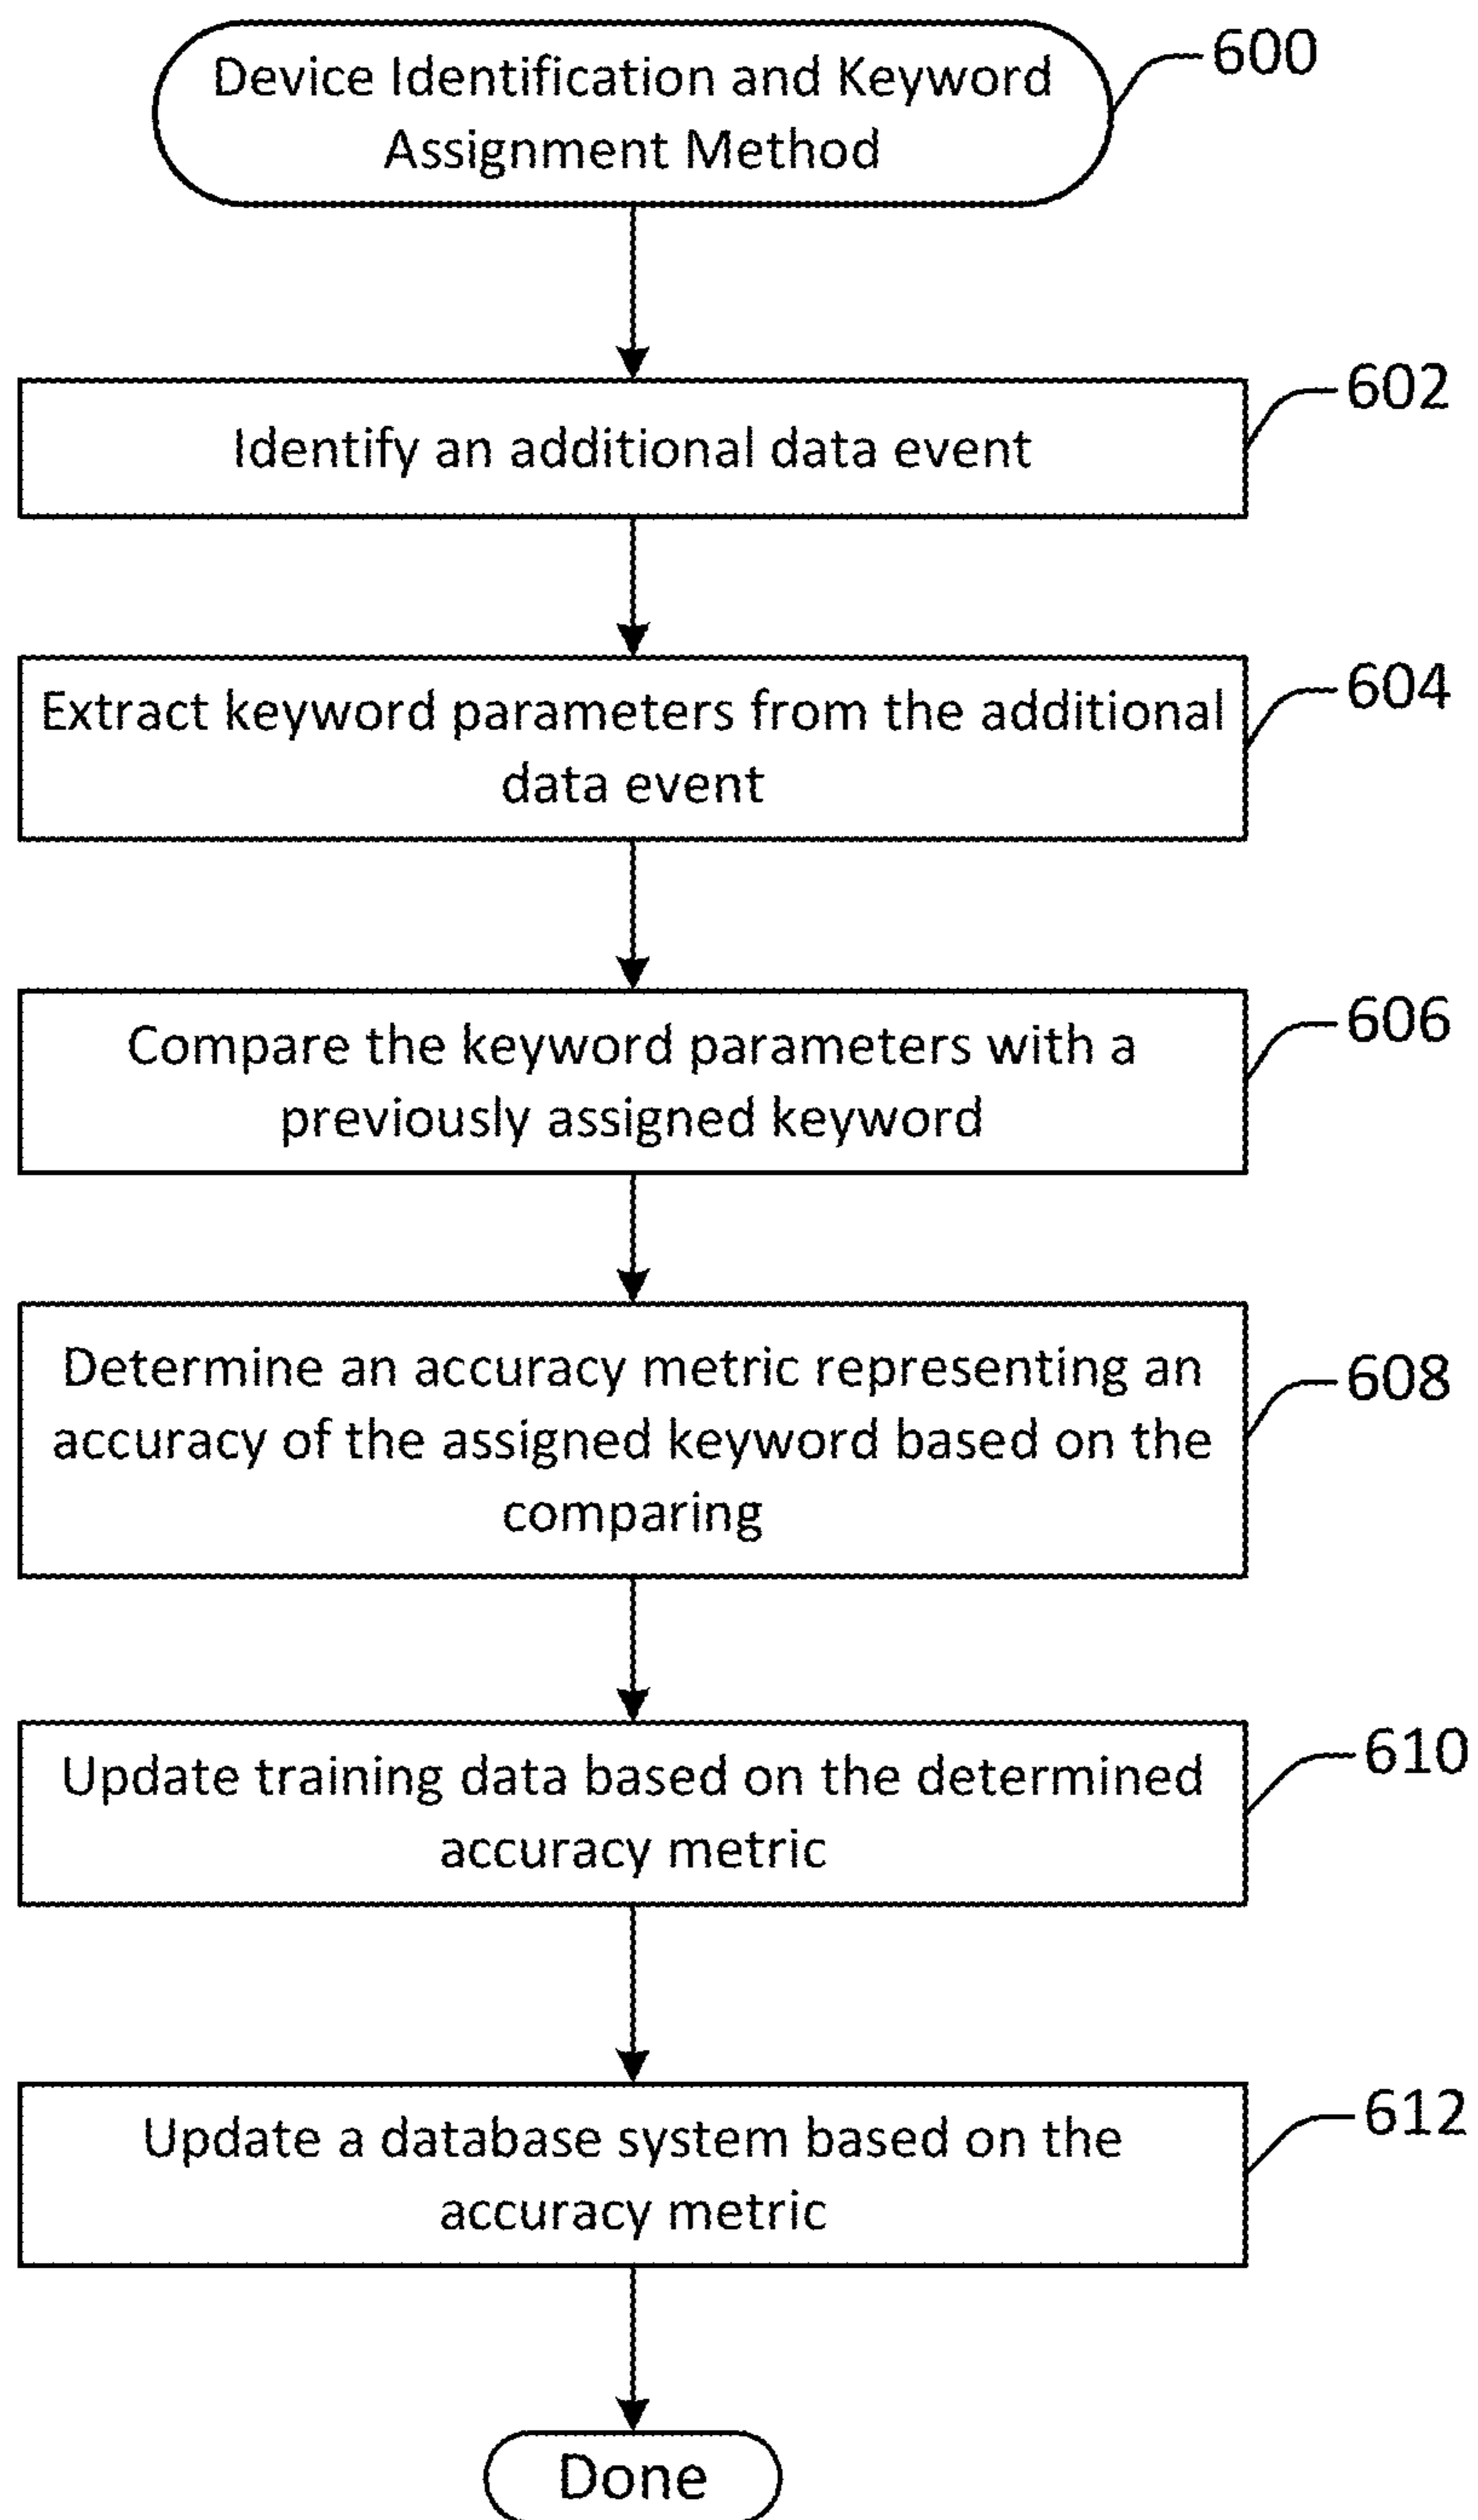 Device Identification and Keyword
Assignment Method
600
Identify an additional data event
602
Extract keyword parameters from the additional
data event
604
Compare the keyword parameters with a
previously assigned keyword
606
Determine an accuracy metric representing an
accuracy of the assigned keyword based on the
comparing
608
Update training data based on the determined
accuracy metric
610
Update a database system based on the
accuracy metric
612
Done